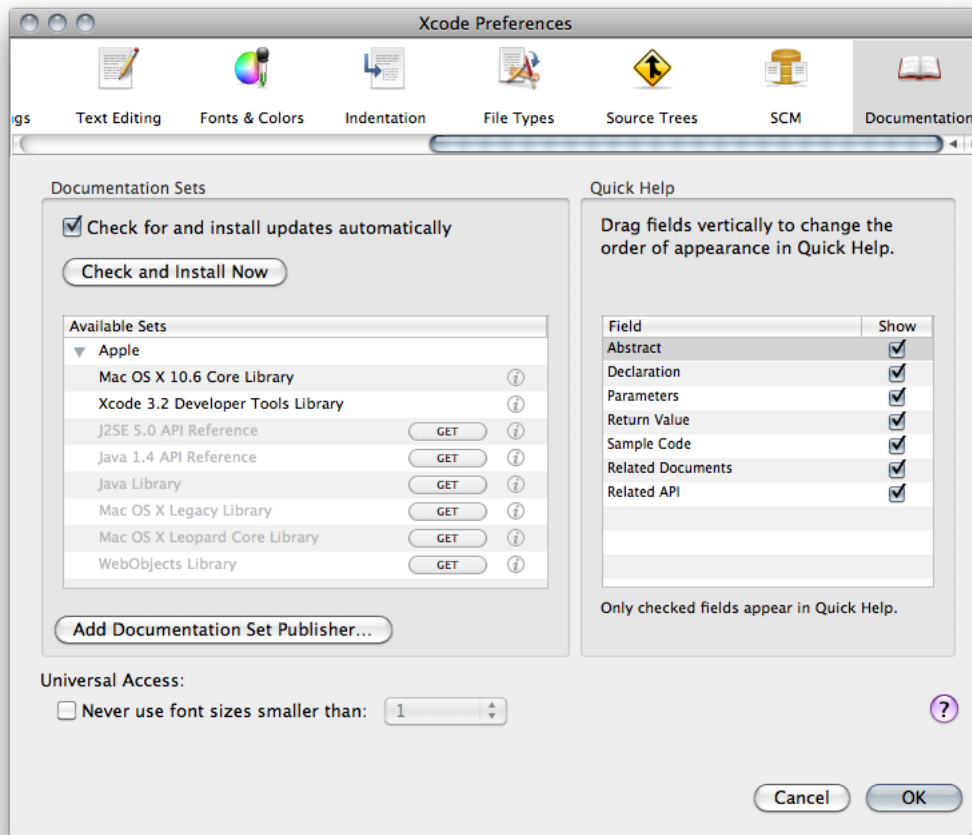 Xcode Preferences
gs Text Editing Fonts & Colors Indentation File Types Source Trees SCM Documentation
Documentation Sets
Check for and install updates automatically
Check and Install Now
Available Sets
Apple
Mac OS X 10.6 Core Library
Xcode 3.2 Developer Tools Library
J2SE 5.0 API Reference GET
Java 1.4 API Reference GET
Java Library GET
Mac OS X Legacy Library GET
Mac OS X Leopard Core Library GET
WebObjects Library GET
Add Documentation Set Publisher...
Quick Help
Drag fields vertically to change the
order of appearance in Quick Help.
Field Show
Abstract
Declaration
Parameters
Return Value
Sample Code
Related Documents
Related API
Only checked fields appear in Quick Help.
Universal Access:
Never use font sizes smaller than: 1
?
Cancel OK